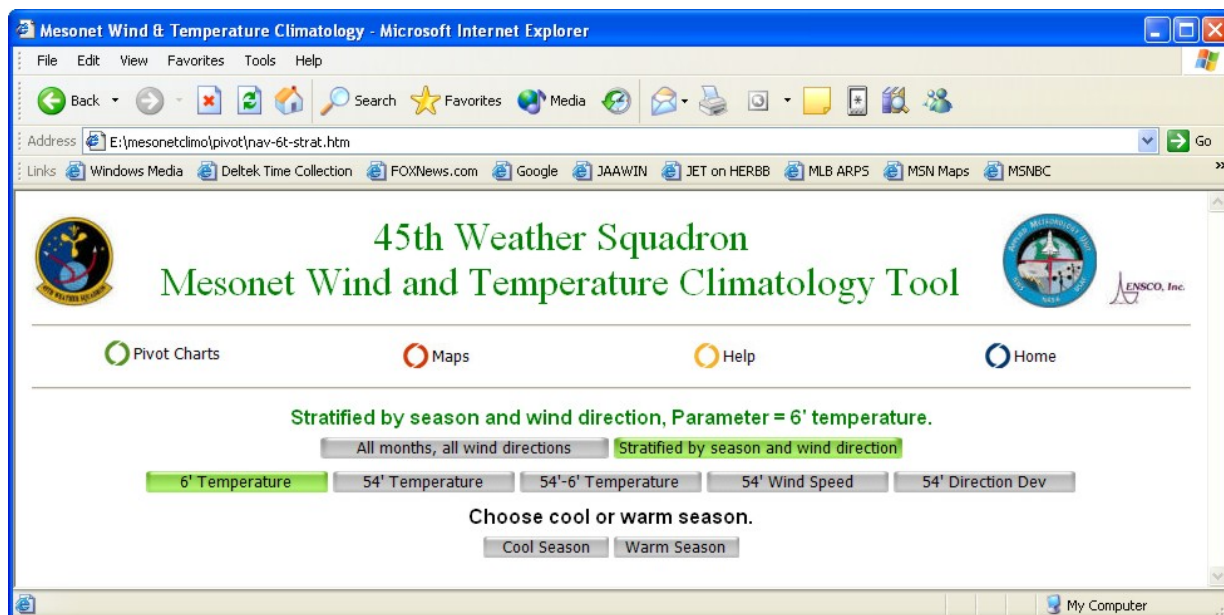 Mesonet Wind & Temperature Climatology - Microsoft Internet Explorer
File Edit View Favorites Tools Help
Back Search Favorites Media
Address E:\mesonetclimo\pivot\nav-6t-strat.htm Go
Links Windows Media Deltek Time Collection FOXNews.com Google JAAWIN JET on HERBB MLB ARPS MSN Maps MSNBC »
45th Weather Squadron
Mesonet Wind and Temperature Climatology Tool
ENSCO, Inc.
Pivot Charts Maps Help Home
Stratified by season and wind direction, Parameter = 6' temperature.
All months, all wind directions Stratified by season and wind direction
6' Temperature 54' Temperature 54'-6' Temperature 54' Wind Speed 54' Direction Dev
Choose cool or warm season.
Cool Season Warm Season
My Computer